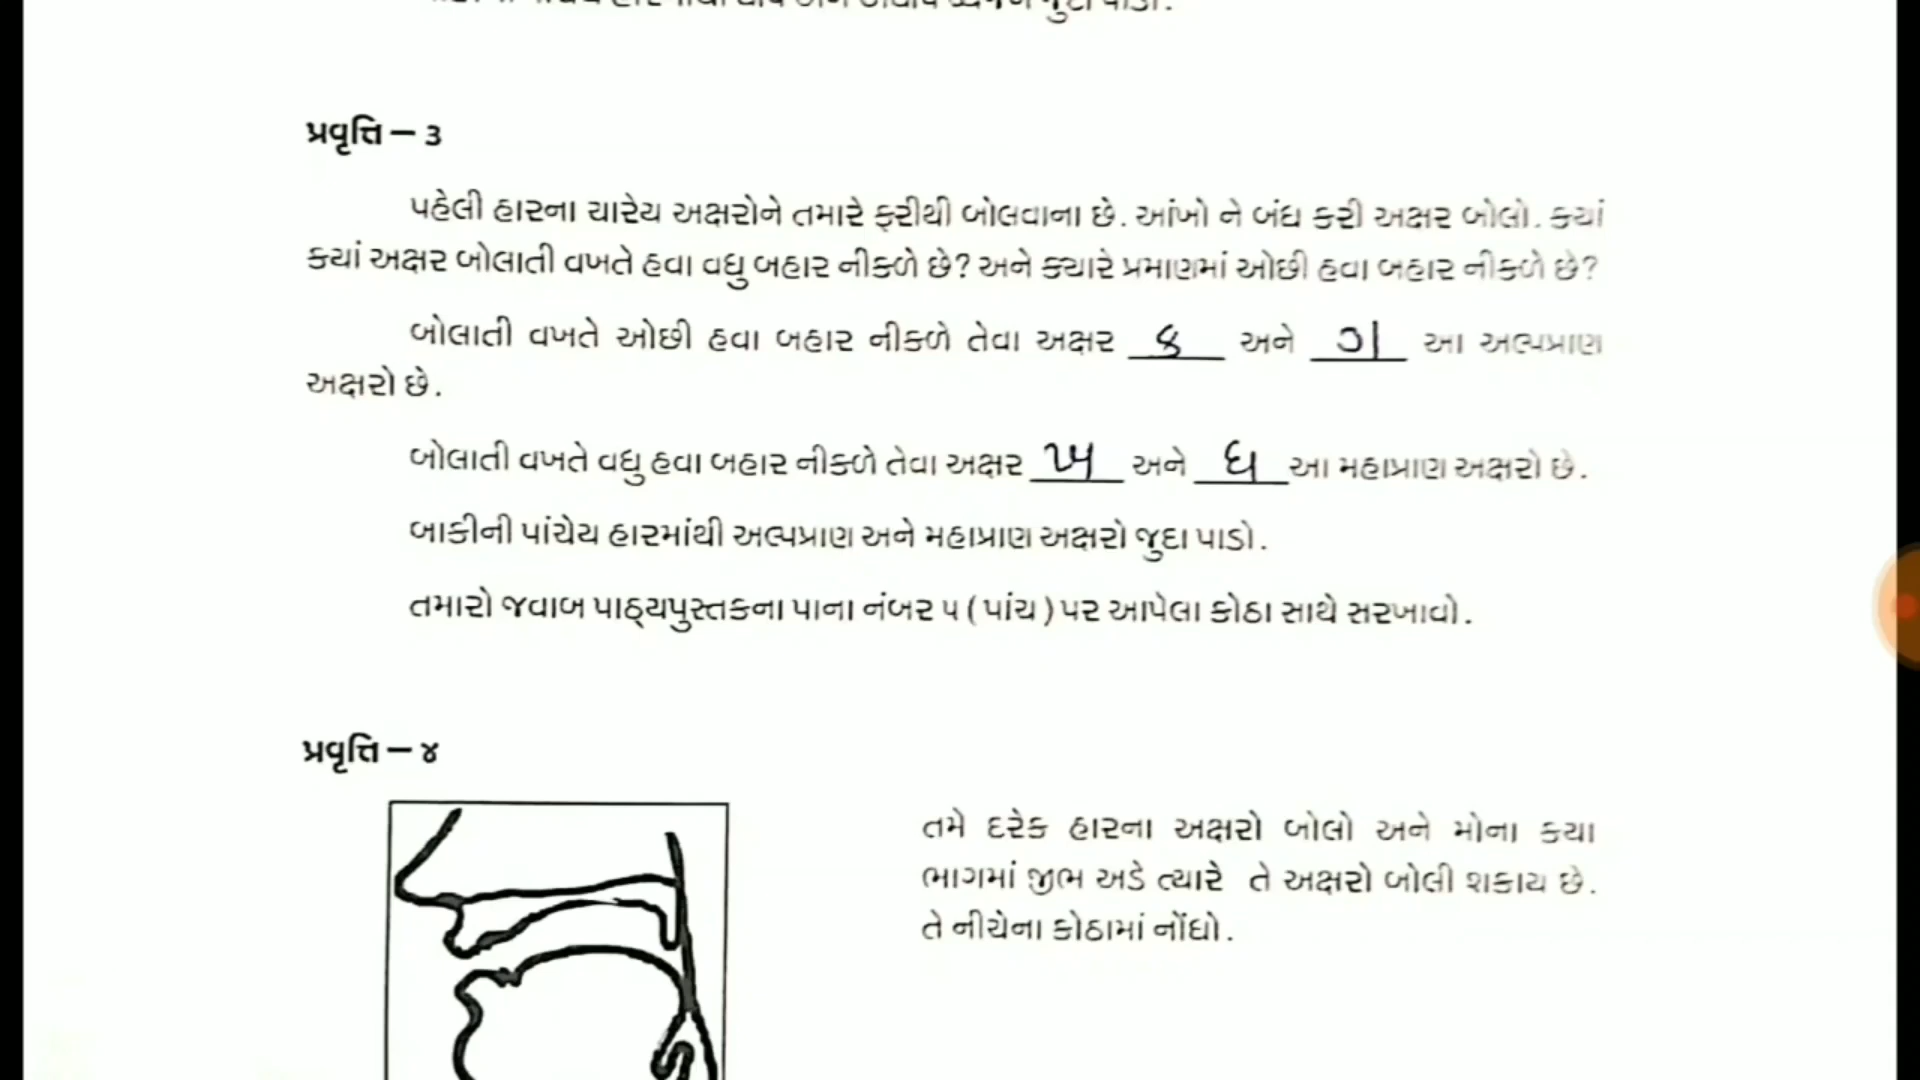 પ્રવૃત્તિ – ૩
પહેલી હારના ચારેય અક્ષરોને તમારે ફરીથી બોલવાના છે. આંખો ને બંધ કરી અક્ષર બોલો. ક્યાં
ક્યાં અક્ષર બોલાતી વખતે હવા વધુ બહાર નીકળે છે? અને ક્યારે પ્રમાણમાં ઓછી હવા બહાર નીકળે છે?
બોલાતી વખતે ઓછી હવા બહાર નીકળે તેવા અક્ષર ક અને ગ આ અલ્પપ્રાણ
અક્ષરો છે.
બોલાતી વખતે વધુ હવા બહાર નીકળે તેવા અક્ષર ખ અને ઘ આ મહાપ્રાણ અક્ષરો છે.
બાકીની પાંચેય હારમાંથી અલ્પપ્રાણ અને મહાપ્રાણ અક્ષરો જુદા પાડો.
તમારો જવાબ પાઠ્યપુસ્તકના પાના નંબર ૫ ( પાંચ ) પર આપેલા કોઠા સાથે સરખાવો.
પ્રવૃત્તિ – ૪
તમે દરેક હારના અક્ષરો બોલો અને મોના કયા
ભાગમાં જીભ અડે ત્યારે તે અક્ષરો બોલી શકાય છે.
તે નીચેના કોઠામાં નોંધો.